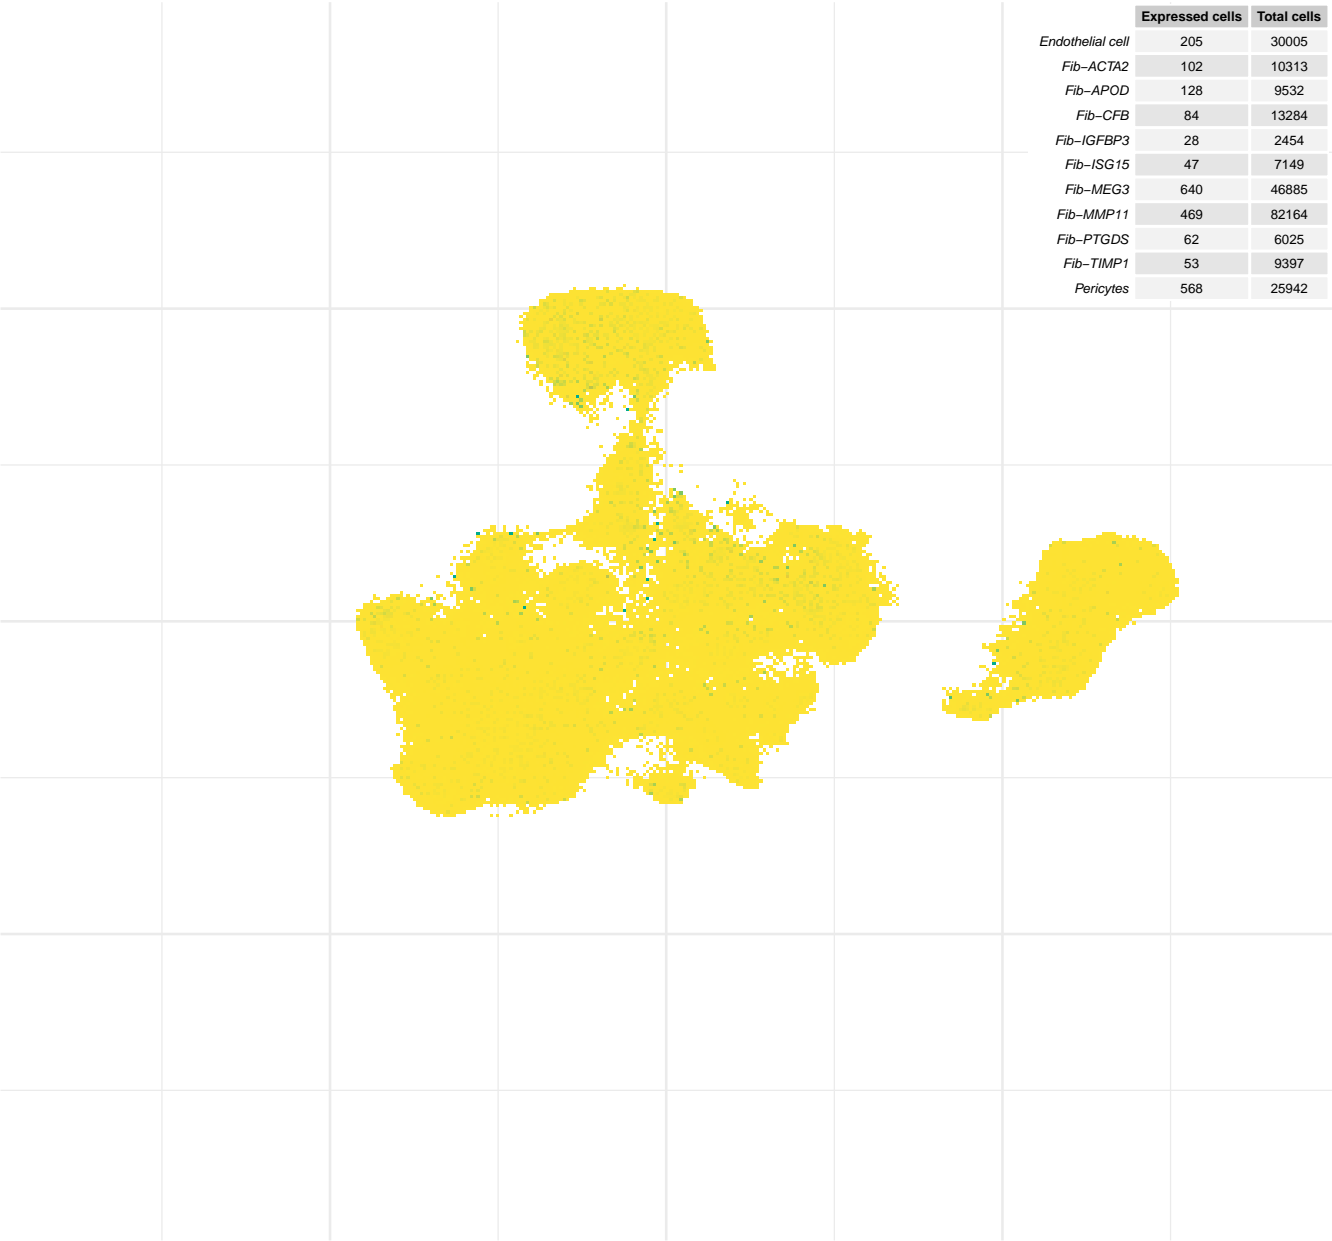 Expressed cells Total cells
Endothelial cell 205 30005
Fib−ACTA2 102 10313
Fib−APOD 128 9532
Fib−CFB 84 13284
Fib−IGFBP3 28 2454
Fib−ISG15 47 7149
Fib−MEG3 640 46885
Fib−MMP11 469 82164
Fib−PTGDS 62 6025
Fib−TIMP1 53 9397
Pericytes 568 25942